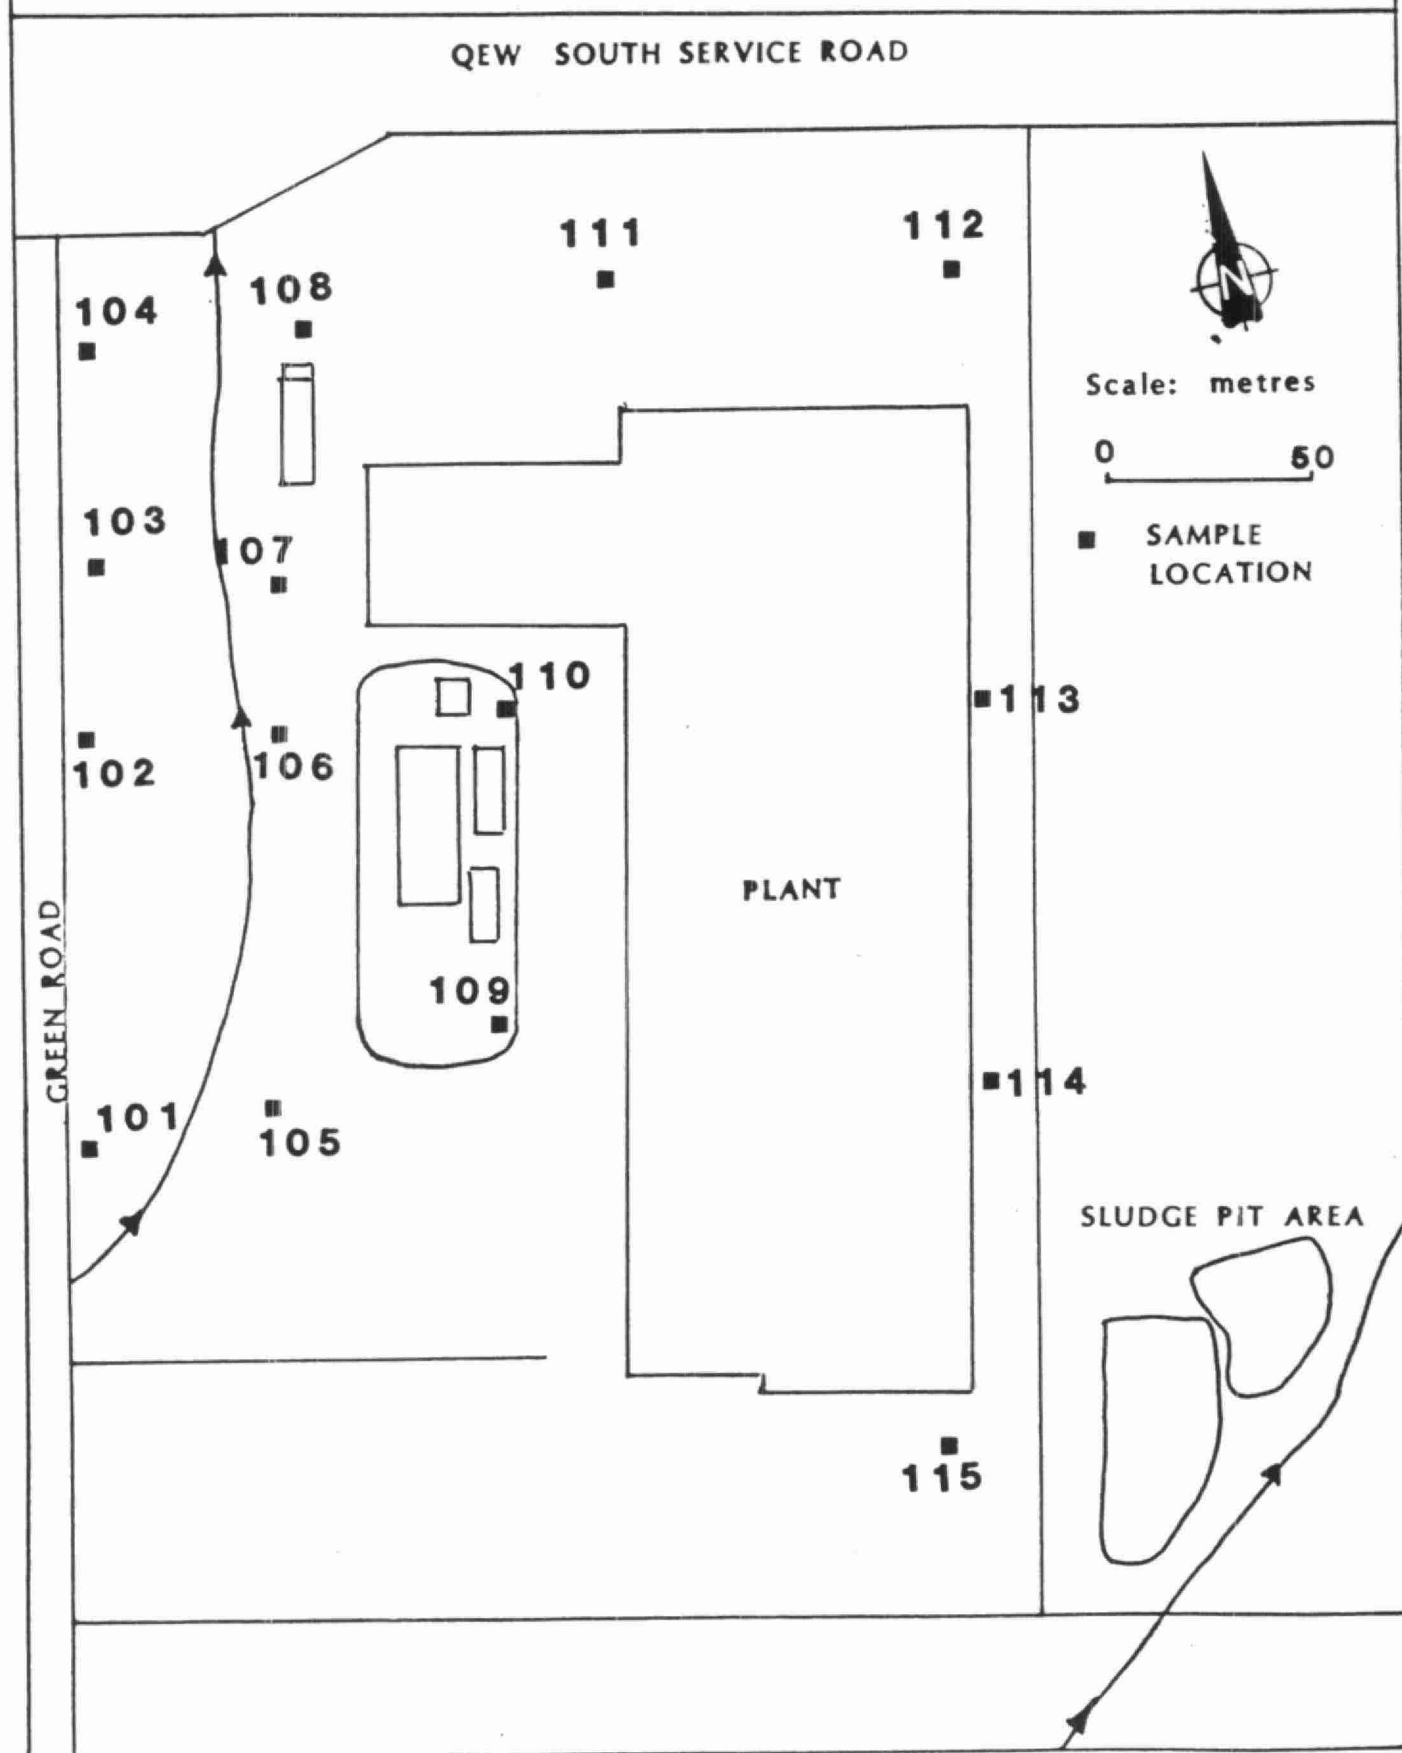 QEW SOUTH SERVICE ROAD
111
112
108
104
N
Scale: metres
0 50
103
107
SAMPLE
LOCATION
110
113
102
106
PLANT
GREEN ROAD
109
114
101
105
SLUDGE PIT AREA
115